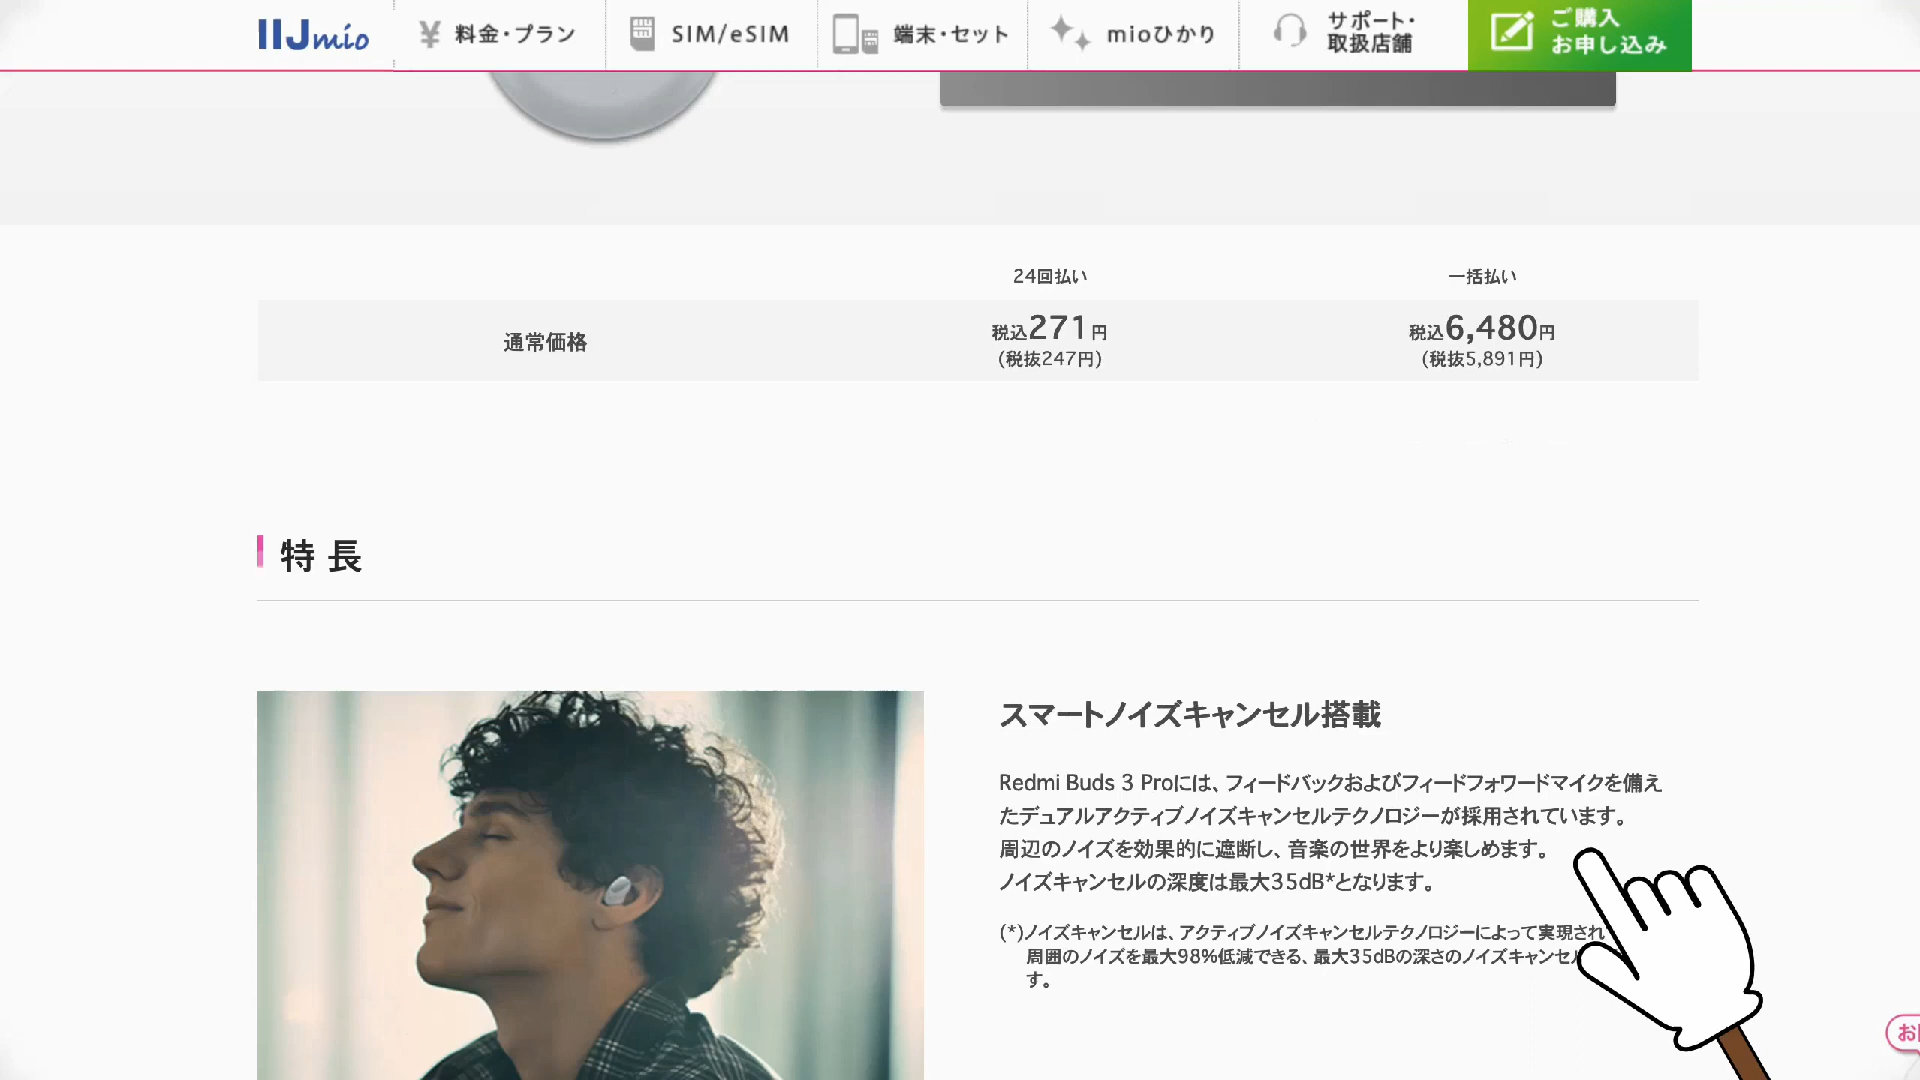 IIJmio
料金・プラン
SIM/eSIM
端末・セット
mioひかり
サポート・
取扱店舗
ご購入
お申し込み
24回払い
一括払い
通常価格
税込271円
(税抜247円)
税込6,480円
(税抜5,891円)
特長
スマートノイズキャンセル搭載
Redmi Buds 3 Proには、フィードバックおよびフィードフォワードマイクを備え
たデュアルアクティブノイズキャンセルテクノロジーが採用されています。
周辺のノイズを効果的に遮断し、音楽の世界をより楽しめます。
ノイズキャンセルの深度は最大35dB*となります。
(*)ノイズキャンセルは、アクティブノイズキャンセルテクノロジーによって実現され
周囲のノイズを最大98%低減できる、最大35dBの深さのノイズキャンセル
す。
お